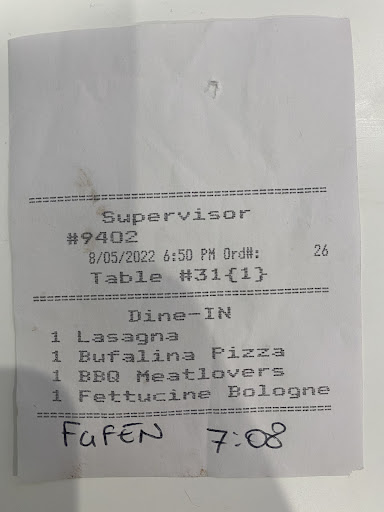 Supervisor
#9402
8/05/2022 6:50 PM Ord#: 26
Table #31{1}
Dine-IN
1 Lasagna
1 Bufalina Pizza
1 BBQ Meatlovers
1 Fettucine Bologne
7:08